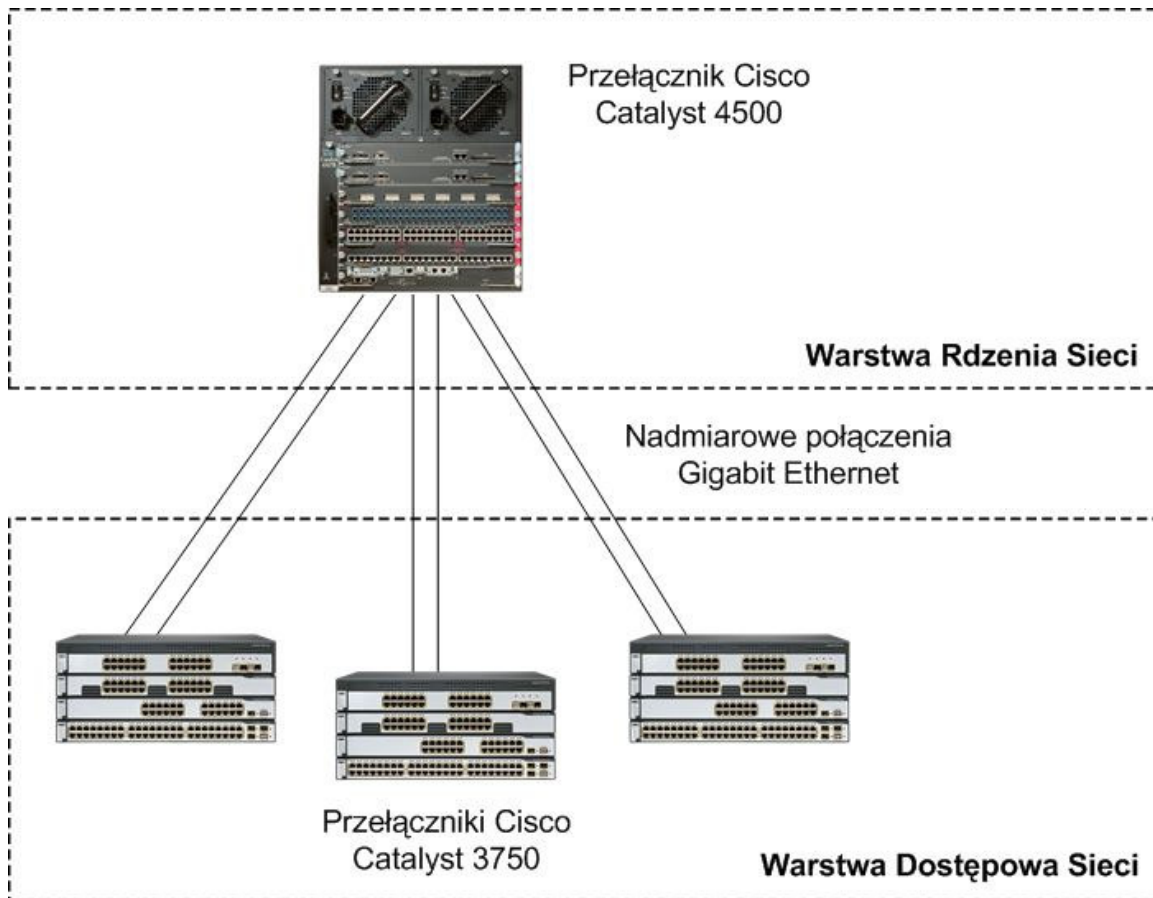 Przełącznik Cisco
Catalyst 4500
Warstwa Rdzenia Sieci
Nadmiarowe połączenia
Gigabit Ethernet
Przełączniki Cisco
Catalyst 3750
Warstwa Dostępowa Sieci